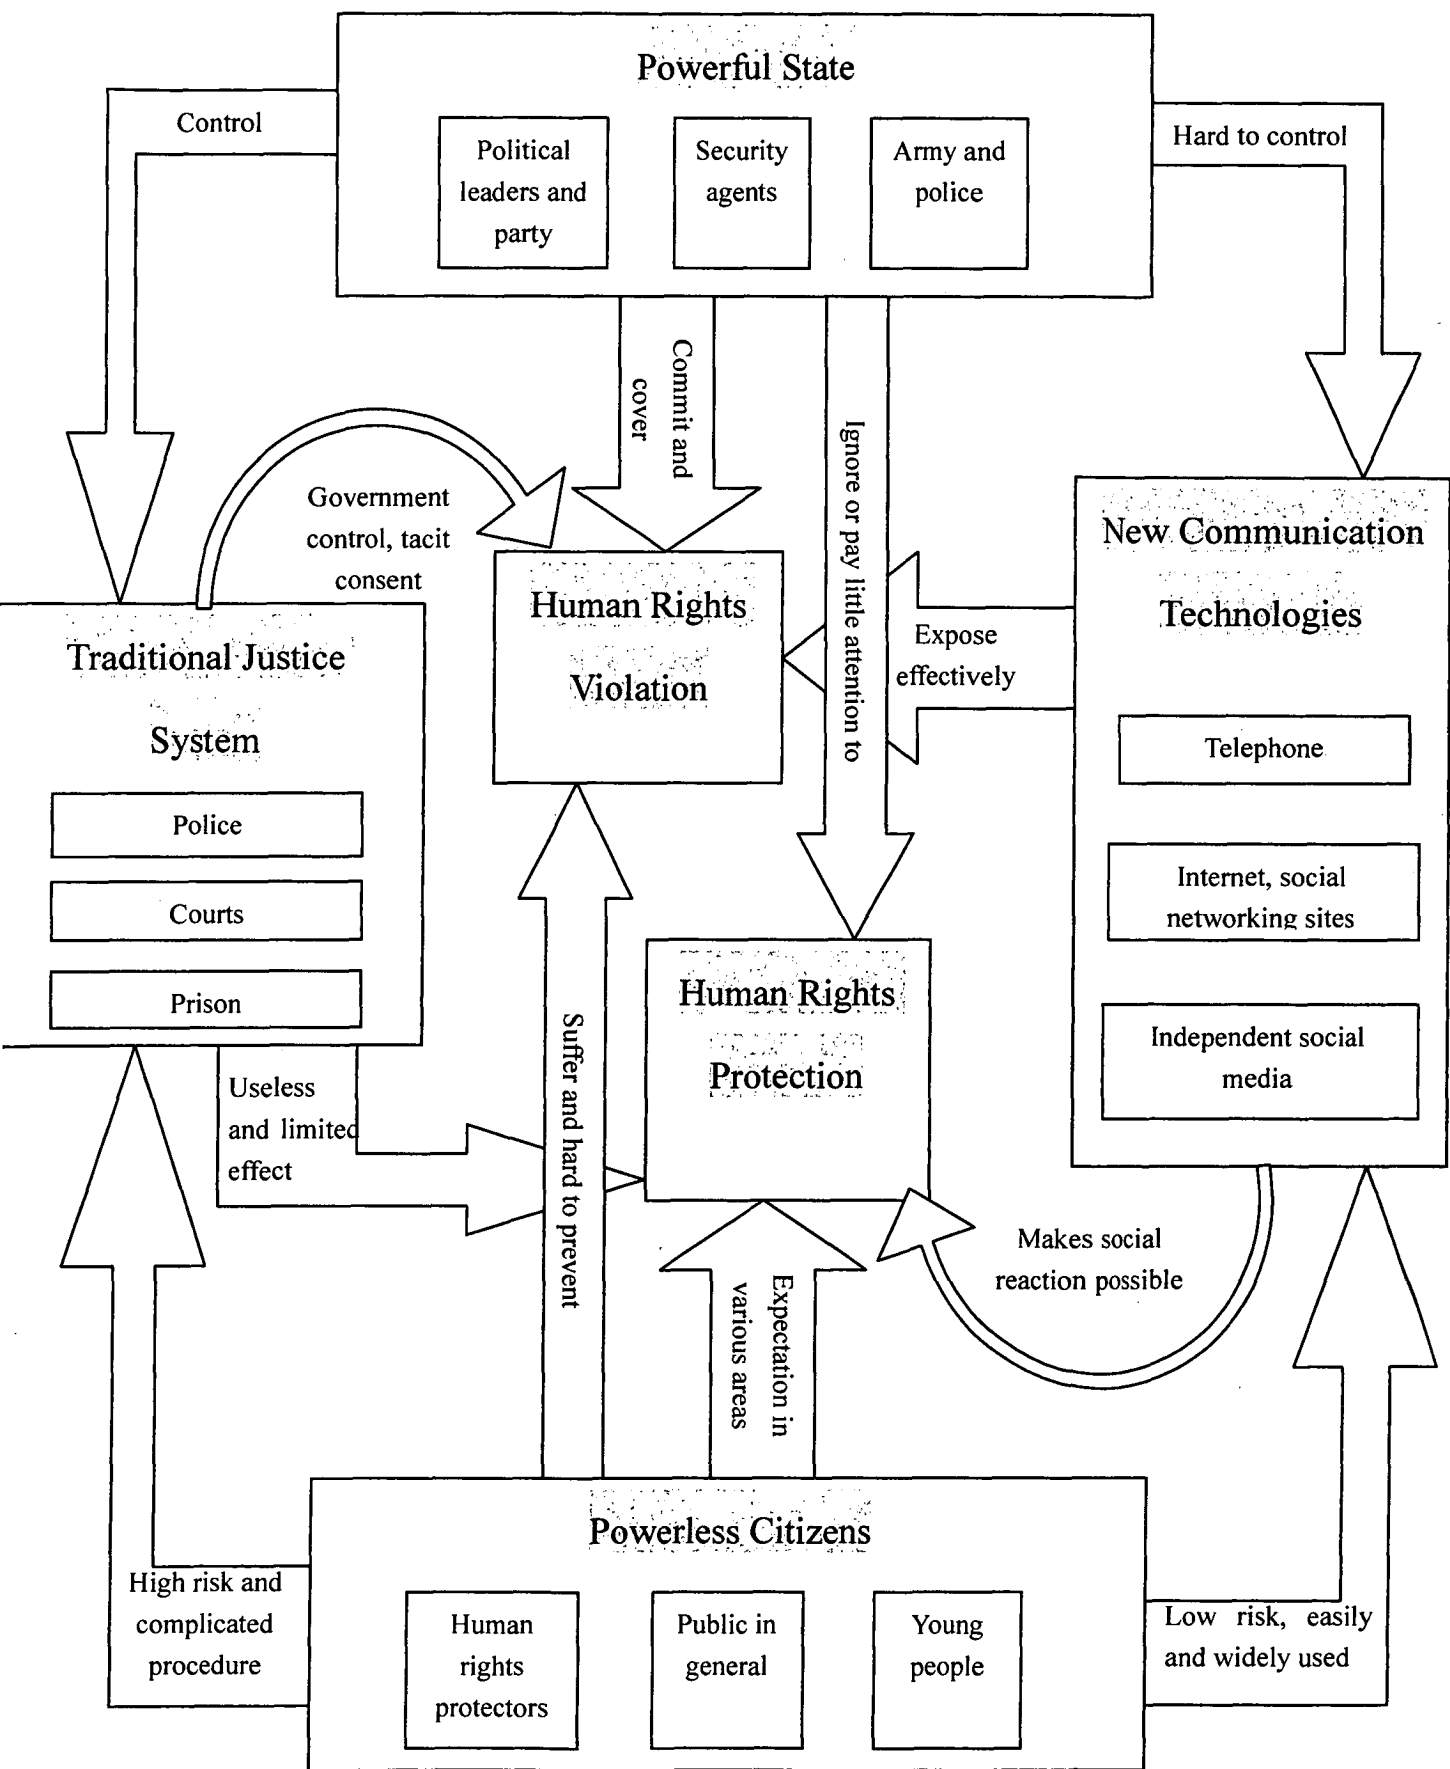 Powerful State
Control
Hard to control
Political
leaders and
party
Security
agents
Army and
police
Commit and
cover
Ignore or pay little attention to
Government
control, tacit
consent
New Communication
Technologies
Telephone
Internet, social
networking sites
Independent social
media
Human Rights
Violation
Expose
effectively
Traditional Justice
System
Police
Courts
Prison
Human Rights
Protection
Useless
and limited
effect
Suffer and hard to prevent
Makes social
reaction possible
Expectation in
various areas
Powerless Citizens
High risk and
complicated
procedure
Human
rights
protectors
Public in
general
Young
people
Low risk, easily
and widely used